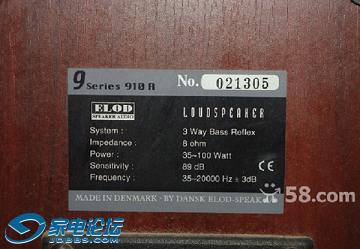 9 Series 910 R No. 021305
ELOD LOUDSPEAKER
SPEAKER AUDIO
System : 3 Way Bass Reflex
Impedance : 8 ohm
Power : 35~100 Watt
Sensitivity : 89 dB
Frequency : 35-20000 Hz ± 3dB
CE
MADE IN DENMARK · BY DANSK ELOD-SPEAK
58.com
家电论坛
JDBBS.COM